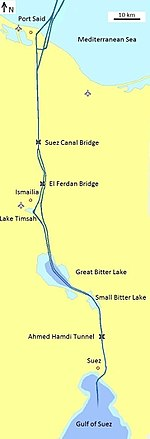 N
10 km
Port Said
Mediterranean Sea
Suez Canal Bridge
El Ferdan Bridge
Ismailia
Lake Timsah
Great Bitter Lake
Small Bitter Lake
Ahmed Hamdi Tunnel
Suez
Gulf of Suez